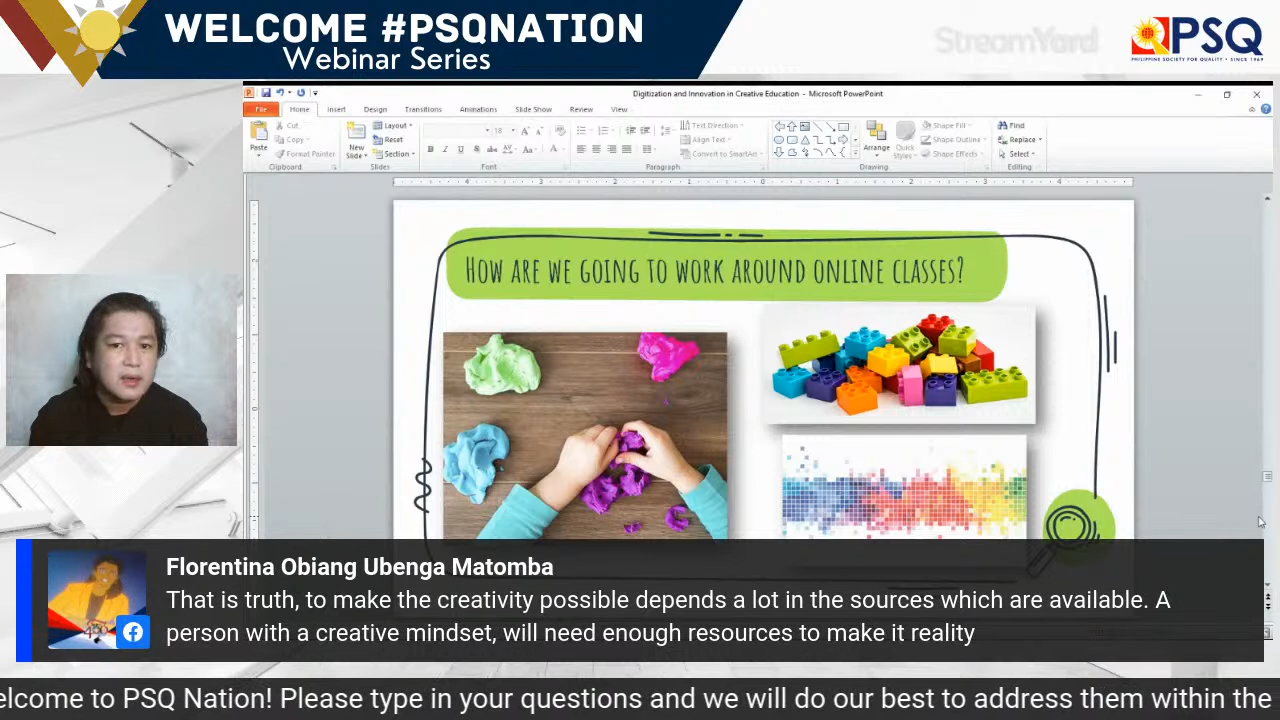 WELCOME #PSQNATION
Webinar Series
StreamYard
PSQ
PHILIPPINE SOCIETY FOR QUALITY • SINCE 1969
Digitization and Innovation in Creative Education - Microsoft PowerPoint
File Home Insert Design Transitions Animations Slide Show Review View
Cut
Copy
Format Painter
Paste
Clipboard
New Slide
Layout
Reset
Section
Slides
18
Font
Text Direction
Align Text
Convert to SmartArt
Paragraph
Arrange
Quick Styles
Shape Fill
Shape Outline
Shape Effects
Drawing
Find
Replace
Select
Editing
How are we going to work around online classes?
Florentina Obiang Ubenga Matomba
That is truth, to make the creativity possible depends a lot in the sources which are available. A
person with a creative mindset, will need enough resources to make it reality
elcome to PSQ Nation! Please type in your questions and we will do our best to address them within the